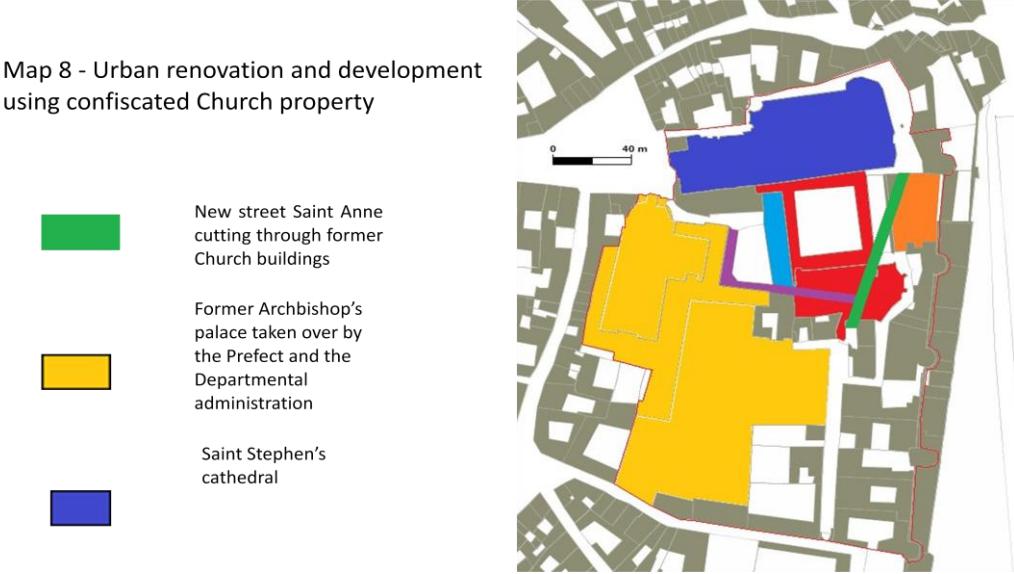 Map 8 - Urban renovation and development
using confiscated Church property
New street Saint Anne
cutting through former
Church buildings
Former Archbishop’s
palace taken over by
the Prefect and the
Departmental
administration
Saint Stephen’s
cathedral
0 40 m